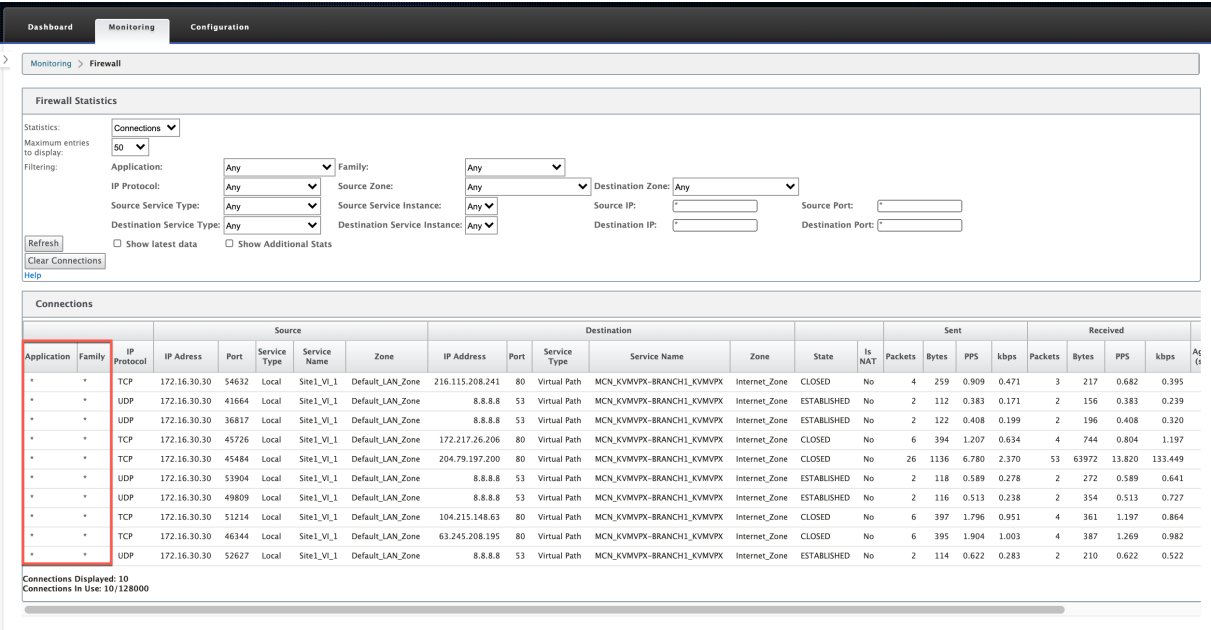 Dashboard Monitoring Configuration
Monitoring > Firewall
Firewall Statistics
Statistics: Connections
Maximum entries to display: 50
Filtering: Application: Any Family: Any
IP Protocol: Any Source Zone: Any Destination Zone: Any
Source Service Type: Any Source Service Instance: Any Source IP: * Source Port: *
Destination Service Type: Any Destination Service Instance: Any Destination IP: * Destination Port: *
Refresh Show latest data Show Additional Stats
Clear Connections
Help
Connections
Source Destination Sent Received
Application Family IP Protocol IP Adress Port Service Type Service Name Zone IP Address Port Service Type Service Name Zone State Is NAT Packets Bytes PPS kbps Packets Bytes PPS kbps
* * TCP 172.16.30.30 54632 Local Site1_VI_1 Default_LAN_Zone 216.115.208.241 80 Virtual Path MCN_KVMVPX-BRANCH1_KVMVPX Internet_Zone CLOSED No 4 259 0.909 0.471 3 217 0.682 0.395
* * UDP 172.16.30.30 41664 Local Site1_VI_1 Default_LAN_Zone 8.8.8.8 53 Virtual Path MCN_KVMVPX-BRANCH1_KVMVPX Internet_Zone ESTABLISHED No 2 112 0.383 0.171 2 156 0.383 0.239
* * UDP 172.16.30.30 36817 Local Site1_VI_1 Default_LAN_Zone 8.8.8.8 53 Virtual Path MCN_KVMVPX-BRANCH1_KVMVPX Internet_Zone ESTABLISHED No 2 122 0.408 0.199 2 196 0.408 0.320
* * TCP 172.16.30.30 45726 Local Site1_VI_1 Default_LAN_Zone 172.217.26.206 80 Virtual Path MCN_KVMVPX-BRANCH1_KVMVPX Internet_Zone CLOSED No 6 394 1.207 0.634 4 744 0.804 1.197
* * TCP 172.16.30.30 45484 Local Site1_VI_1 Default_LAN_Zone 204.79.197.200 80 Virtual Path MCN_KVMVPX-BRANCH1_KVMVPX Internet_Zone CLOSED No 26 1136 6.780 2.370 53 63972 13.820 133.449
* * UDP 172.16.30.30 53904 Local Site1_VI_1 Default_LAN_Zone 8.8.8.8 53 Virtual Path MCN_KVMVPX-BRANCH1_KVMVPX Internet_Zone ESTABLISHED No 2 118 0.589 0.278 2 272 0.589 0.641
* * UDP 172.16.30.30 49809 Local Site1_VI_1 Default_LAN_Zone 8.8.8.8 53 Virtual Path MCN_KVMVPX-BRANCH1_KVMVPX Internet_Zone ESTABLISHED No 2 116 0.513 0.238 2 354 0.513 0.727
* * TCP 172.16.30.30 51214 Local Site1_VI_1 Default_LAN_Zone 104.215.148.63 80 Virtual Path MCN_KVMVPX-BRANCH1_KVMVPX Internet_Zone CLOSED No 6 397 1.796 0.951 4 361 1.197 0.864
* * TCP 172.16.30.30 46344 Local Site1_VI_1 Default_LAN_Zone 63.245.208.195 80 Virtual Path MCN_KVMVPX-BRANCH1_KVMVPX Internet_Zone CLOSED No 6 395 1.904 1.003 4 387 1.269 0.982
* * UDP 172.16.30.30 52627 Local Site1_VI_1 Default_LAN_Zone 8.8.8.8 53 Virtual Path MCN_KVMVPX-BRANCH1_KVMVPX Internet_Zone ESTABLISHED No 2 114 0.622 0.283 2 210 0.622 0.522
Connections Displayed: 10
Connections In Use: 10/128000